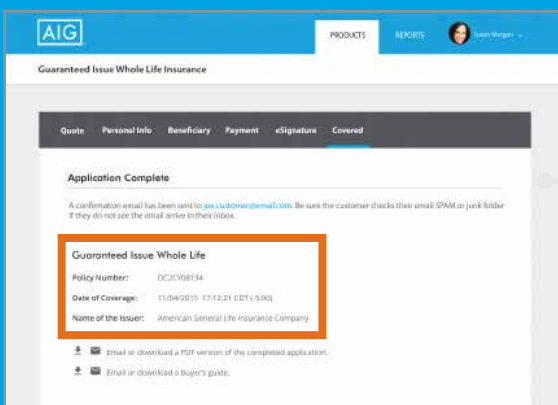 AIG
PRODUCTS REPORTS Susan Morgan
Guaranteed Issue Whole Life Insurance
Quote Personal Info Beneficiary Payment eSignature Covered
Application Complete
A confirmation email has been sent to joe.customer@email.com. Be sure the customer checks their email SPAM or junk folder
if they do not see the email arrive in their inbox.
Guaranteed Issue Whole Life
Policy Number:
Date of Coverage: 11/04/2015 17:12:21 CDT (-5:00)
Name of the Issuer: American General Life Insurance Company
Email or download a PDF version of the completed application.
Email or download a Buyer's guide.